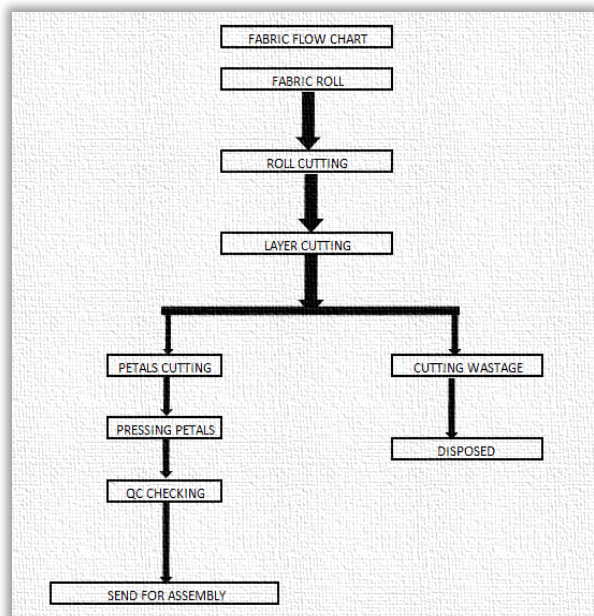 FABRIC FLOW CHART
FABRIC ROLL
ROLL CUTTING
LAYER CUTTING
PETALS CUTTING
CUTTING WASTAGE
PRESSING PETALS
DISPOSED
QC CHECKING
SEND FOR ASSEMBLY